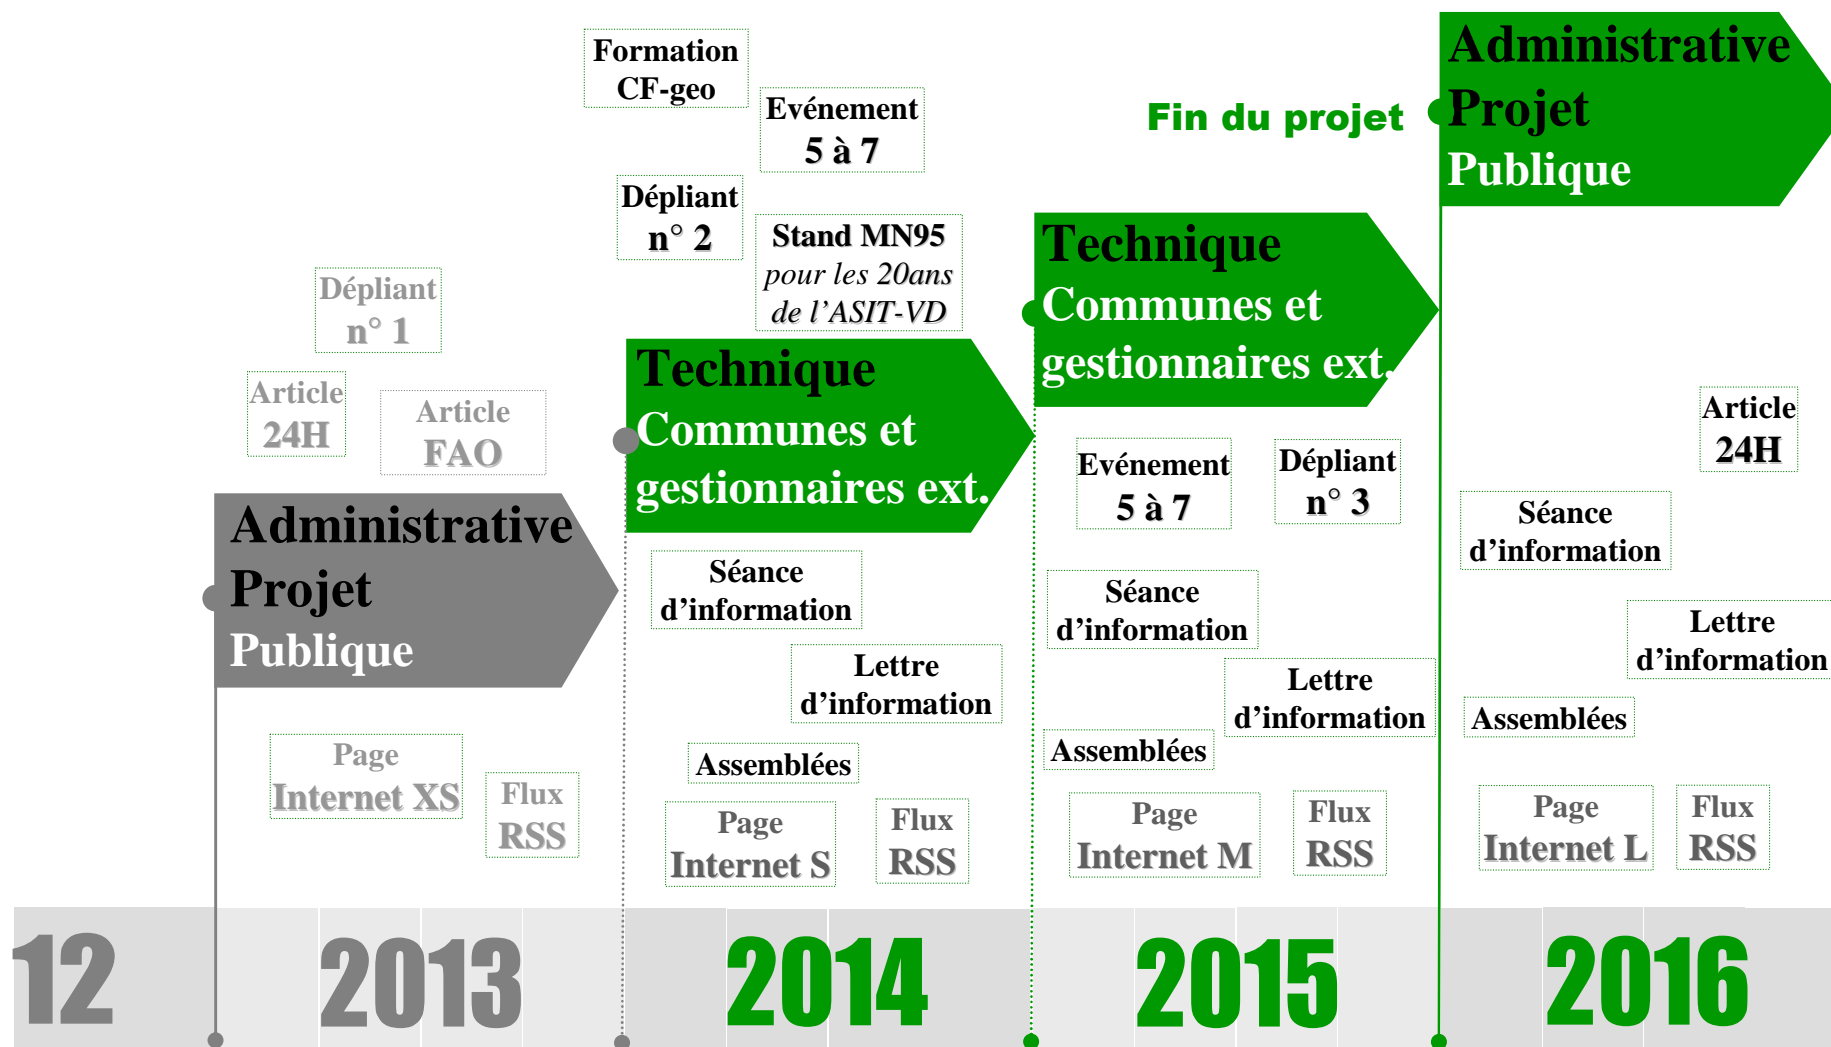 Formation
CF-geo
Evénement
5 à 7
Dépliant
n° 2
Stand MN95
pour les 20ans
de l’ASIT-VD
Fin du projet
Administrative
Projet
Publique
Technique
Communes et
gestionnaires ext.
Dépliant
n° 1
Article
24H
Article
FAO
Technique
Communes et
gestionnaires ext.
Administrative
Projet
Publique
Page
Internet XS
Flux
RSS
Séance
d’information
Lettre
d’information
Assemblées
Page
Internet S
Flux
RSS
Evénement
5 à 7
Dépliant
n° 3
Séance
d’information
Lettre
d’information
Assemblées
Page
Internet M
Flux
RSS
Article
24H
Séance
d’information
Lettre
d’information
Assemblées
Page
Internet L
Flux
RSS
12
2013
2014
2015
2016